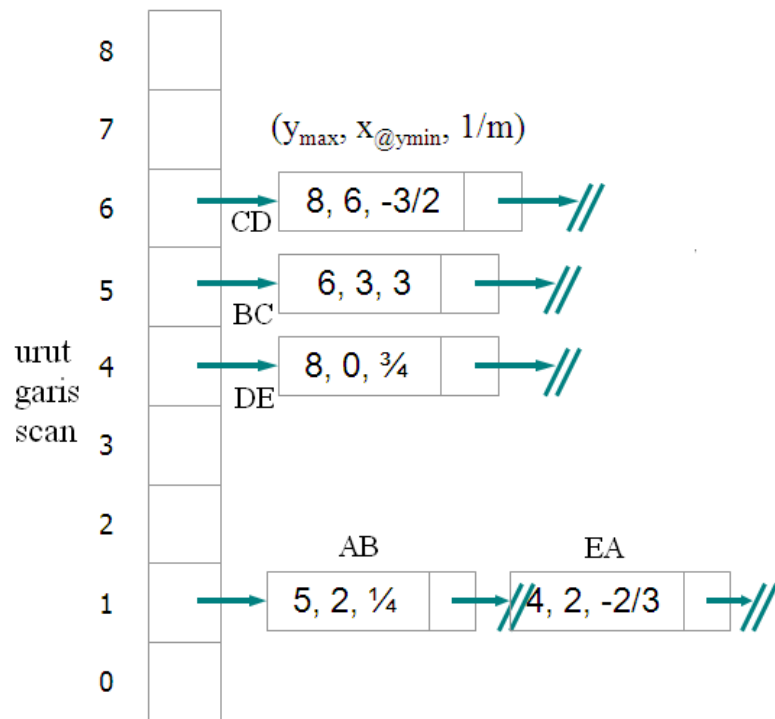 8
7
(ymax, x@ymin, 1/m)
6
CD
8, 6, -3/2
5
BC
6, 3, 3
urut
garis
scan
4
DE
8, 0, ¾
3
2
AB
EA
1
5, 2, ¼
4, 2, -2/3
0